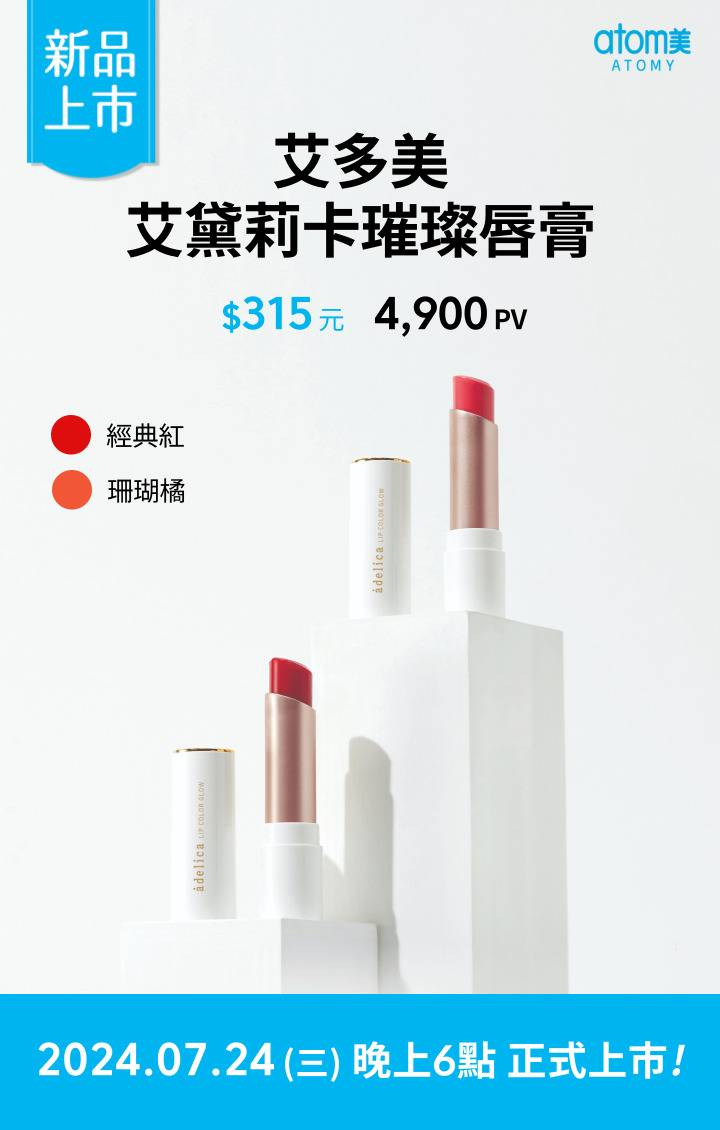 新品
上市
atom美
ATOMY
艾多美
艾黛莉卡璀璨唇膏
$315元 4,900 PV
經典紅
珊瑚橘
àdelica LIP COLOR GLOW
àdelica LIP COLOR GLOW
2024.07.24 (三) 晚上6點 正式上市!